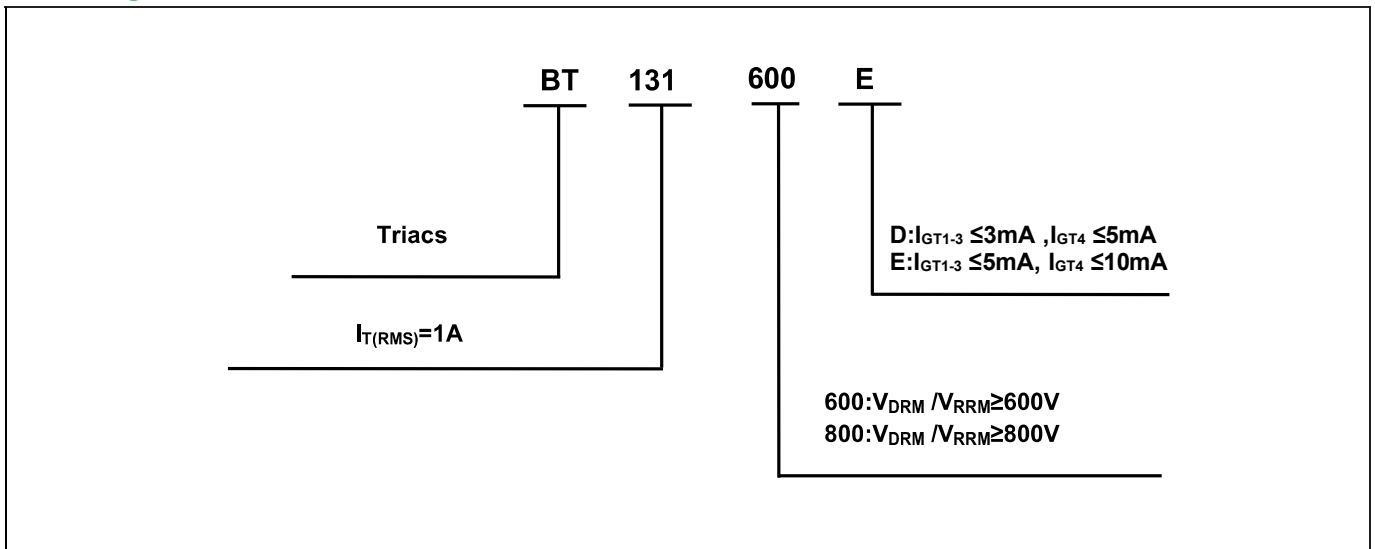 BT 131 600 E
Triacs
D:IGT1-3 ≤3mA ,IGT4 ≤5mA
E:IGT1-3 ≤5mA, IGT4 ≤10mA
IT(RMS)=1A
600:VDRM /VRRM≥600V
800:VDRM /VRRM≥800V